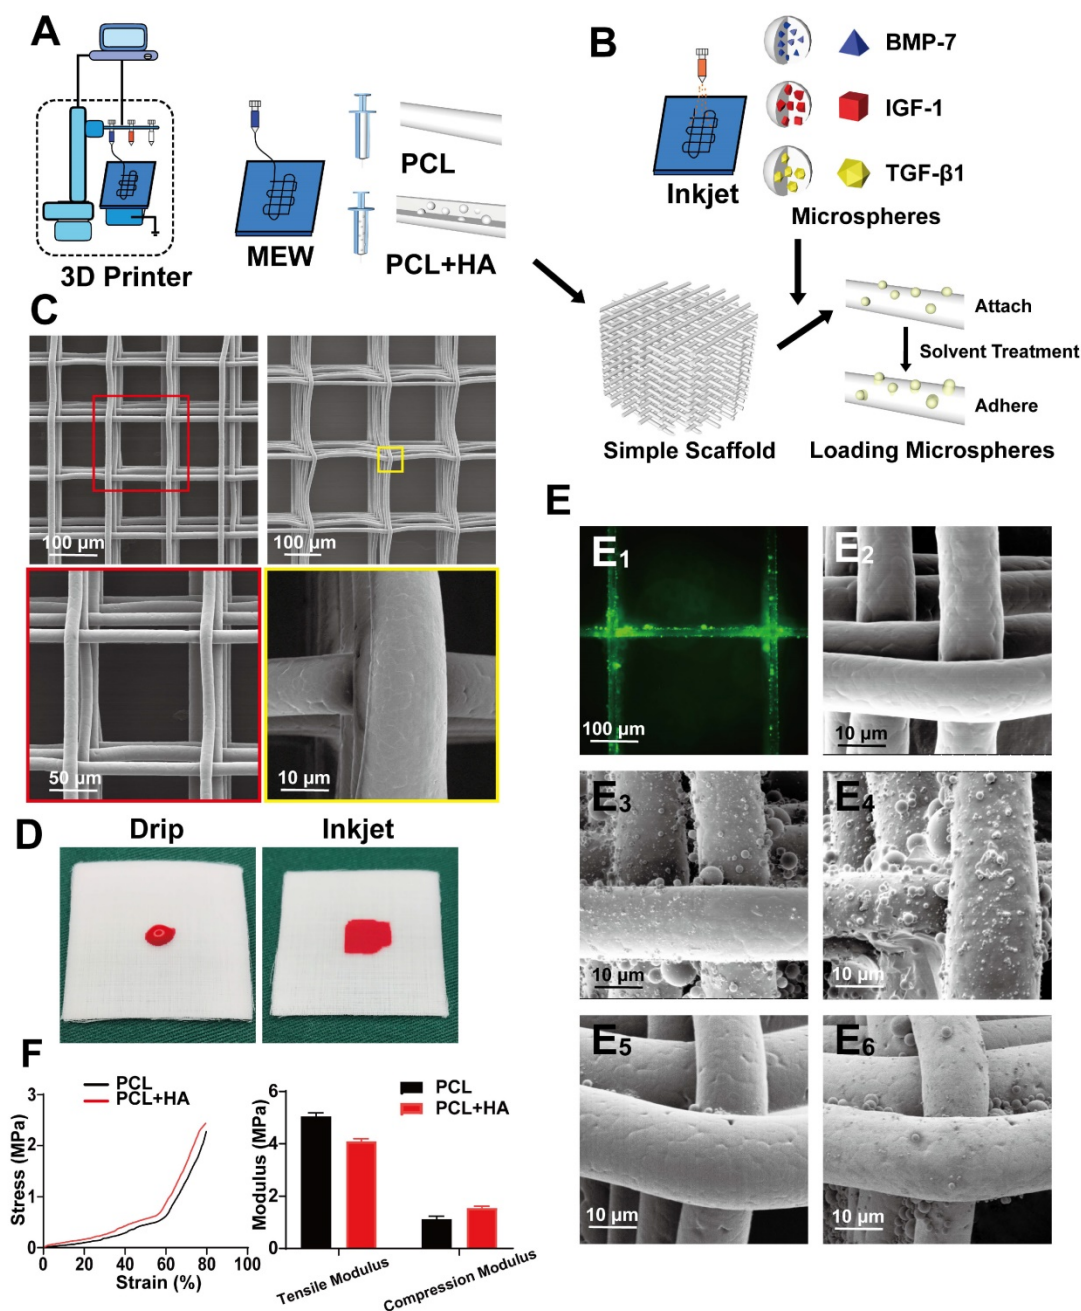 A
3D Printer
MEW
PCL
PCL+HA
B
Inkjet
BMP-7
IGF-1
TGF-β1
Microspheres
Simple Scaffold
Attach
Solvent Treatment
Adhere
Loading Microspheres
C
100 μm
100 μm
50 μm
10 μm
D
Drip
Inkjet
E
E1
100 μm
E2
10 μm
E3
10 μm
E4
10 μm
E5
10 μm
E6
10 μm
F
PCL
PCL+HA
Stress (MPa)
3
2
1
0
0 20 40 60 80 100
Strain (%)
PCL
PCL+HA
Modulus (MPa)
6
4
2
0
Tensile Modulus
Compression Modulus